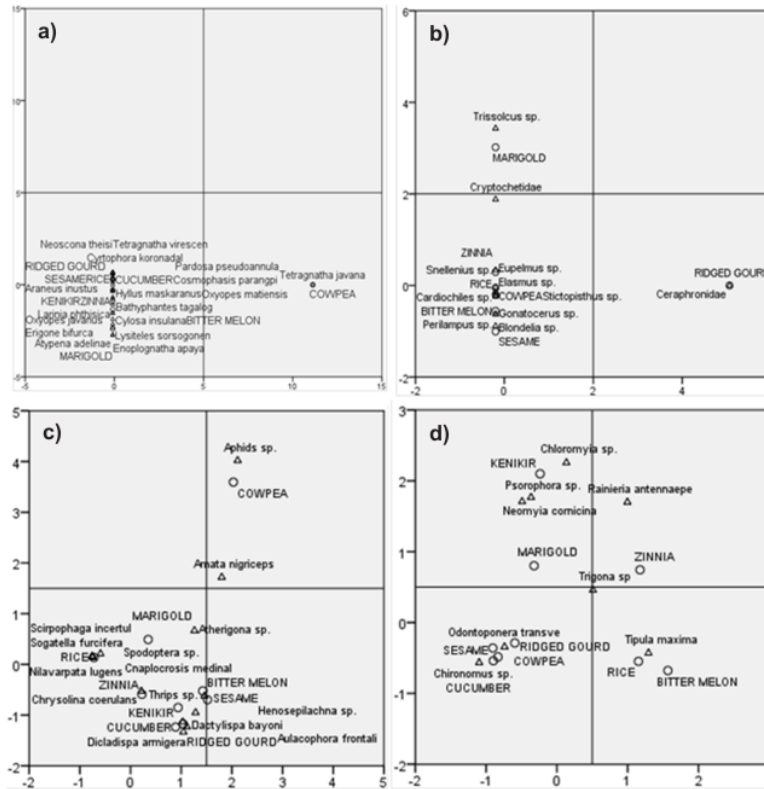 a)
15
10
5
0
-5
-5 0 5 10 15
Neoscona theisi Tetragnatha virescen
Cyrtophora koronadal
RIDGED GOURD Pardosa pseudoannula
SESAME RICE CUCUMBER Cosmophasis parangpi Tetragnatha javana
Araneus inustus Hyllus maskaranus Oxyopes matiensis
KENIKIR ZINNIA COWPEA
Larinia phthisica Bathyphantes tagalog
Oxyopes javanus Cylosa insulana BITTER MELON
Erigone bifurca Lysiteles sorsogonen
Atypena adelinae Enoplognatha apaya
MARIGOLD
b)
6
4
2
0
-2
-2 0 2 4
Trissolcus sp.
MARIGOLD
Cryptochetidae
ZINNIA
Snellenius sp. Eupelmus sp.
RIDGED GOURD
RICE Elasmus sp.
Ceraphronidae
Cardiochiles sp. COWPEA Stictopisthus sp.
BITTER MELON Gonatocerus sp.
Perilampus sp. Blondelia sp.
SESAME
c)
5
4
3
2
1
0
-1
-2
-2 -1 0 1 2 3 4 5
Aphids sp.
COWPEA
Amata nigriceps
MARIGOLD
Scirpophaga incertul Atherigona sp.
Sogatella furcifera
RICE Spodoptera sp.
Nilavarpata lugens Cnaplocrosis medinal
ZINNIA BITTER MELON
Chrysolina coerulans Thrips sp. SESAME
KENIKIR Henosepilachna sp.
CUCUMBER Dactylispa bayoni
Dicladispa armigera RIDGED GOURD Aulacophora frontali
d)
3
2
1
0
-1
-2
-2 -1 0 1 2 3
Chloromyia sp.
KENIKIR
Psorophora sp. Rainieria antennaepe
Neomyia cornicina
MARIGOLD ZINNIA
Trigona sp
Odontoponera transve
SESAME RIDGED GOURD Tipula maxima
COWPEA
Chironomus sp. RICE BITTER MELON
CUCUMBER